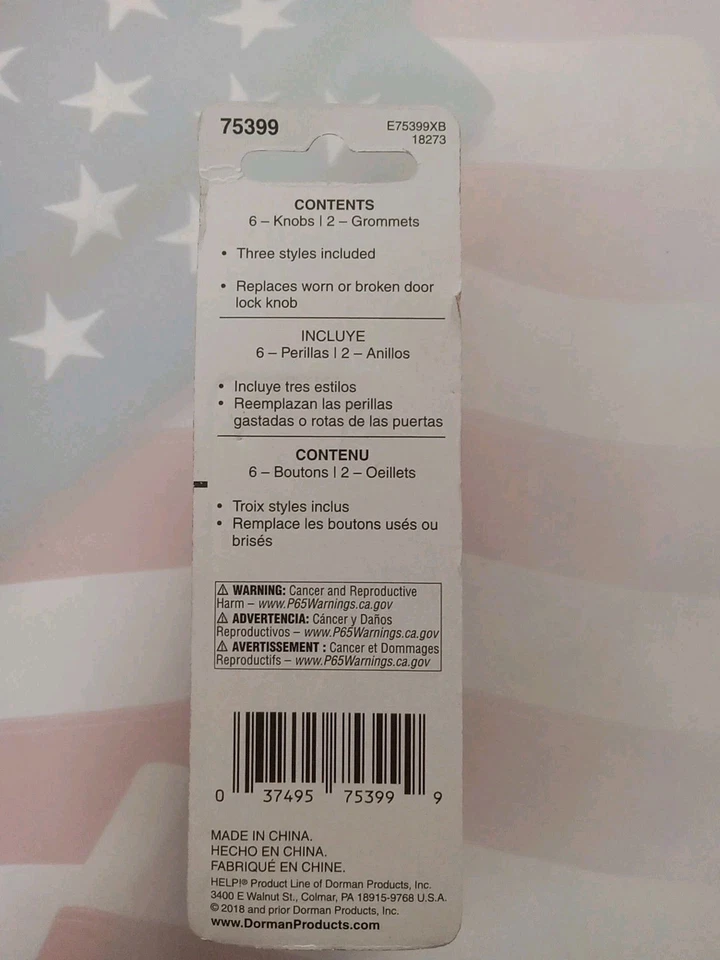 75399
E75399XB
18273
CONTENTS
6 – Knobs | 2 – Grommets
• Three styles included
• Replaces worn or broken door
lock knob
INCLUYE
6 – Perillas | 2 – Anillos
• Incluye tres estilos
• Reemplazan las perillas
gastadas o rotas de las puertas
CONTENU
6 – Boutons | 2 – Oeillets
• Troix styles inclus
• Remplace les boutons usés ou
brisés
⚠ WARNING: Cancer and Reproductive
Harm – www.P65Warnings.ca.gov
⚠ ADVERTENCIA: Cáncer y Daños
Reproductivos – www.P65Warnings.ca.gov
⚠ AVERTISSEMENT : Cancer et Dommages
Reproductifs – www.P65Warnings.ca.gov
0 37495 75399 9
MADE IN CHINA.
HECHO EN CHINA.
FABRIQUÉ EN CHINE.
HELP!® Product Line of Dorman Products, Inc.
3400 E Walnut St., Colmar, PA 18915-9768 U.S.A.
© 2018 and prior Dorman Products, Inc.
www.DormanProducts.com